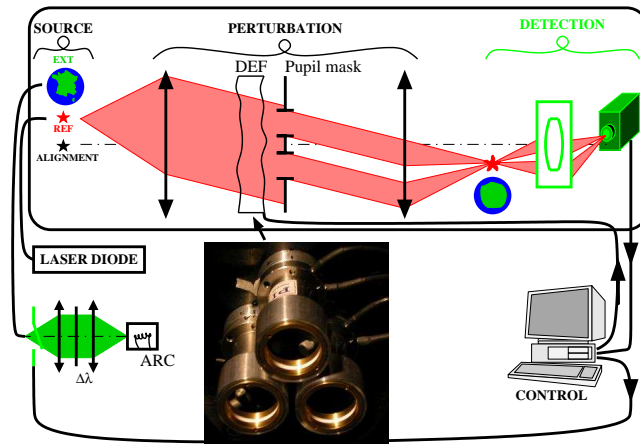 SOURCE
PERTURBATION
DETECTION
EXT
DEF
Pupil mask
REF
ALIGNMENT
LASER DIODE
ARC
Δλ
CONTROL